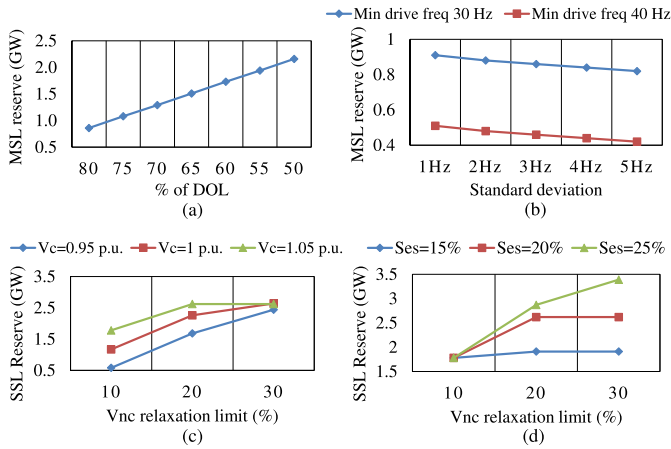 Min drive freq 30 Hz Min drive freq 40 Hz
MSL reserve (GW)
2.5
2.0
1.5
1.0
0.5
80 75 70 65 60 55 50
% of DOL
(a)
MSL reserve (GW)
1
0.8
0.6
0.4
1Hz 2Hz 3Hz 4Hz 5Hz
Standard deviation
(b)
Vc=0.95 p.u. Vc=1 p.u. Vc=1.05 p.u.
SSL Reserve (GW)
3.5
2.5
1.5
0.5
10 20 30
Vnc relaxation limit (%)
(c)
Ses=15% Ses=20% Ses=25%
SSL Reserve (GW)
3.5
3
2.5
2
1.5
10 20 30
Vnc relaxation limit (%)
(d)